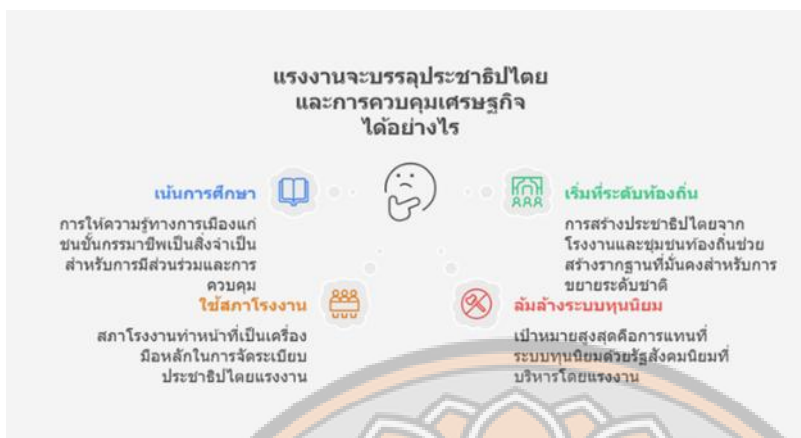 แรงงานจะบรรลุประชาธิปไตย
และการควบคุมเศรษฐกิจ
ได้อย่างไร
เน้นการศึกษา
การให้ความรู้ทางการเมืองแก่
ชนชั้นกรรมาชีพเป็นสิ่งจำเป็น
สำหรับการมีส่วนร่วมและการ
ควบคุม
เริ่มที่ระดับท้องถิ่น
การสร้างประชาธิปไตยจาก
โรงงานและชุมชนท้องถิ่นช่วย
สร้างรากฐานที่มั่นคงสำหรับการ
ขยายระดับชาติ
ใช้สภาโรงงาน
สภาโรงงานทำหน้าที่เป็นเครื่อง
มือหลักในการจัดระเบียบ
ประชาธิปไตยแรงงาน
ล้มล้างระบบทุนนิยม
เป้าหมายสูงสุดคือการแทนที่
ระบบทุนนิยมด้วยรัฐสังคมนิยมที่
บริหารโดยแรงงาน